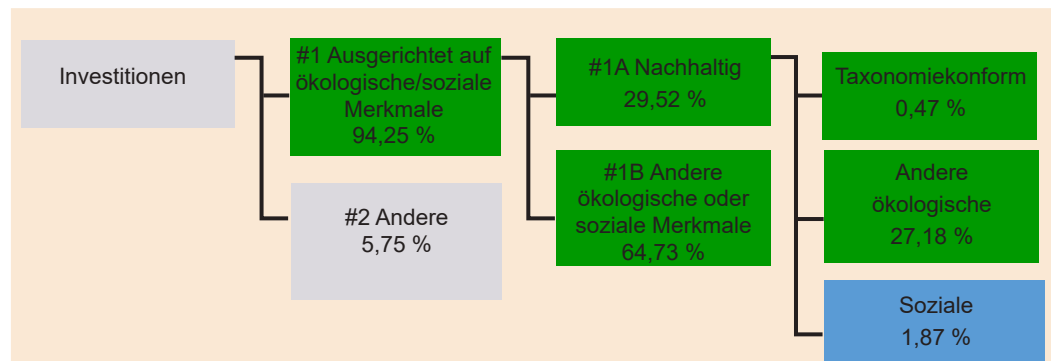 Investitionen
#1 Ausgerichtet auf
ökologische/soziale
Merkmale
94,25 %
#2 Andere
5,75 %
#1A Nachhaltig
29,52 %
#1B Andere
ökologische oder
soziale Merkmale
64,73 %
Taxonomiekonform
0,47 %
Andere
ökologische
27,18 %
Soziale
1,87 %